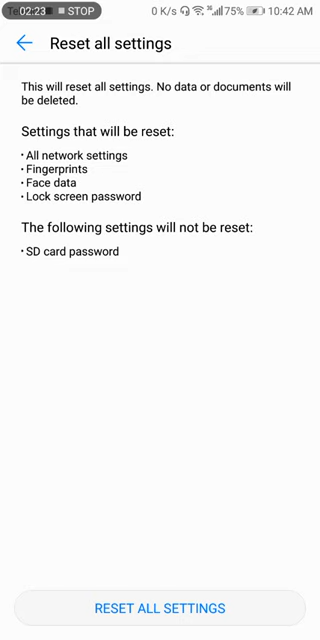 02:23 STOP 0 K/s 75% 10:42 AM
Reset all settings
This will reset all settings. No data or documents will
be deleted.
Settings that will be reset:
• All network settings
• Fingerprints
• Face data
• Lock screen password
The following settings will not be reset:
• SD card password
RESET ALL SETTINGS